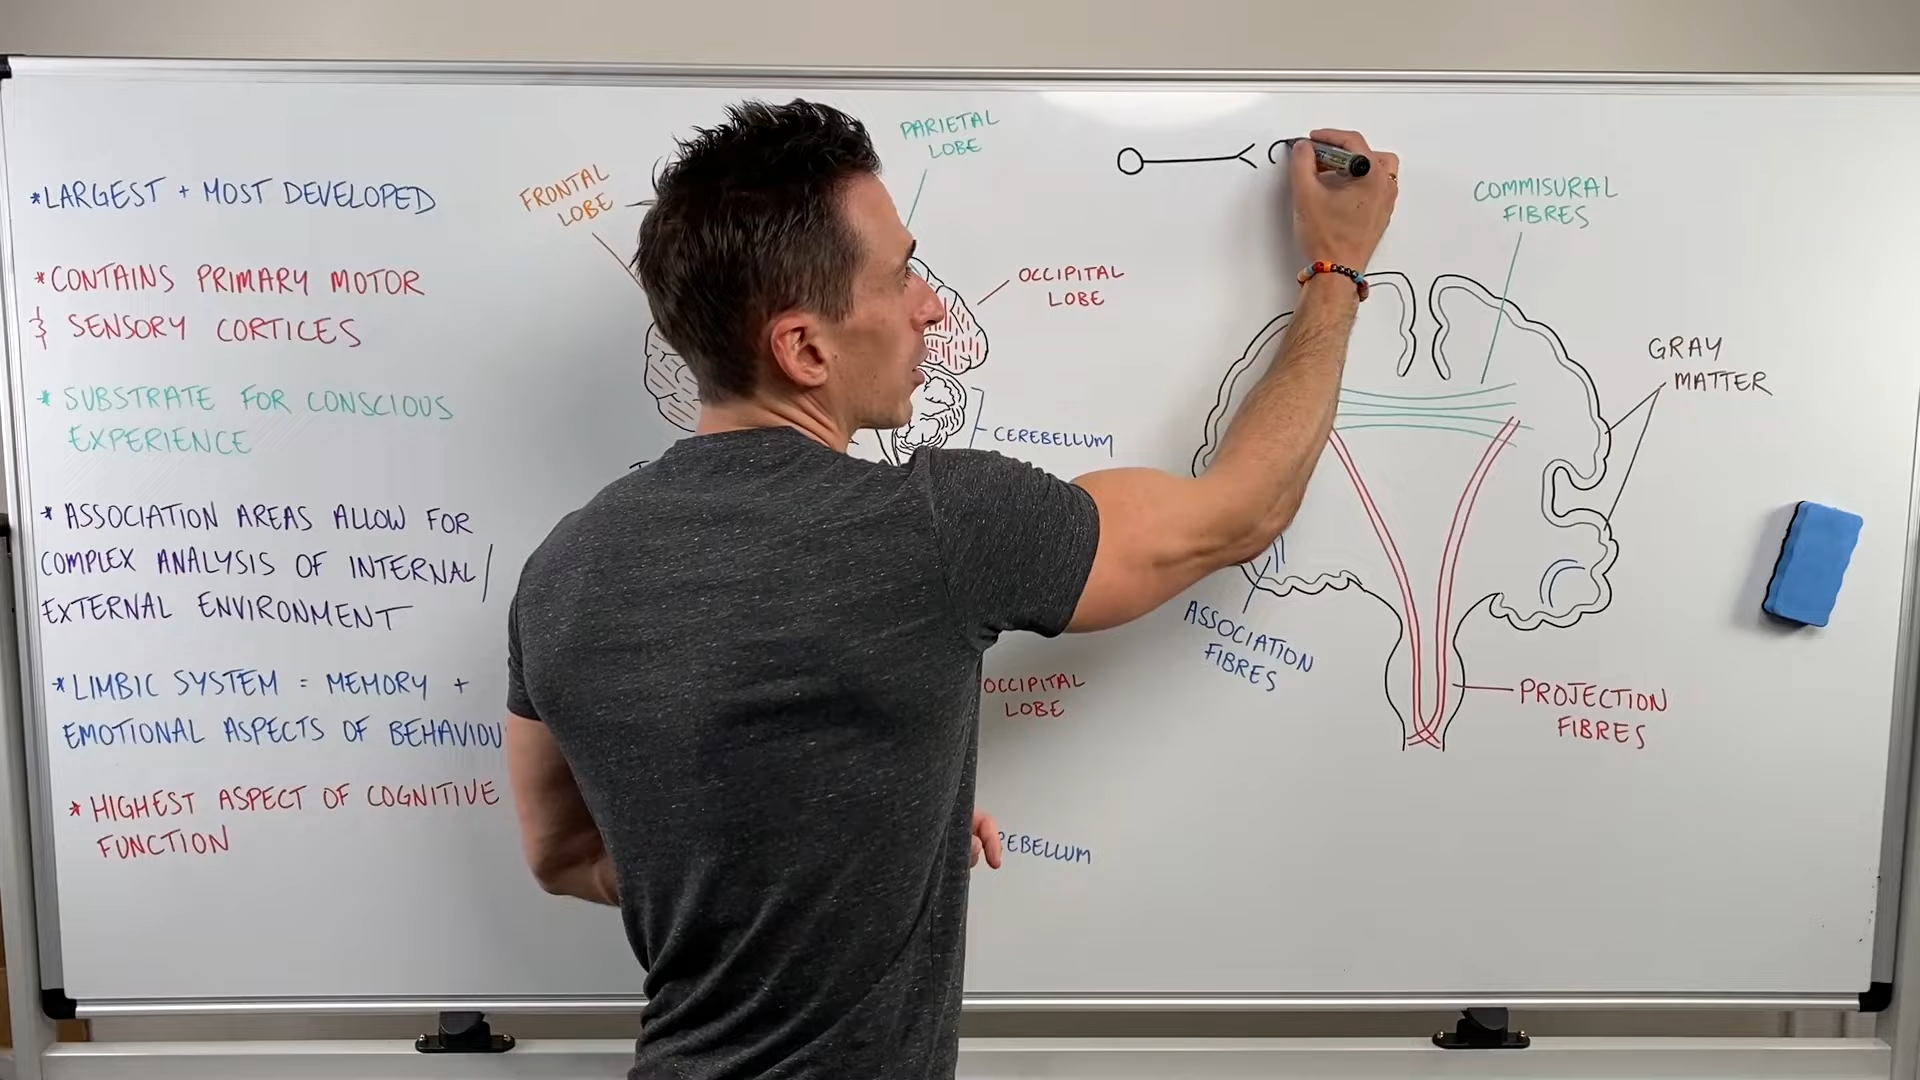 *LARGEST + MOST DEVELOPED
*CONTAINS PRIMARY MOTOR
& SENSORY CORTICES
* SUBSTRATE FOR CONSCIOUS
EXPERIENCE
* ASSOCIATION AREAS ALLOW FOR
COMPLEX ANALYSIS OF INTERNAL/
EXTERNAL ENVIRONMENT
*LIMBIC SYSTEM = MEMORY +
EMOTIONAL ASPECTS OF BEHAVIOU
* HIGHEST ASPECT OF COGNITIVE
FUNCTION
FRONTAL
LOBE
PARIETAL
LOBE
OCCIPITAL
LOBE
CEREBELLUM
OCCIPITAL
LOBE
EBELLUM
COMMISURAL
FIBRES
GRAY
MATTER
ASSOCIATION
FIBRES
PROJECTION
FIBRES